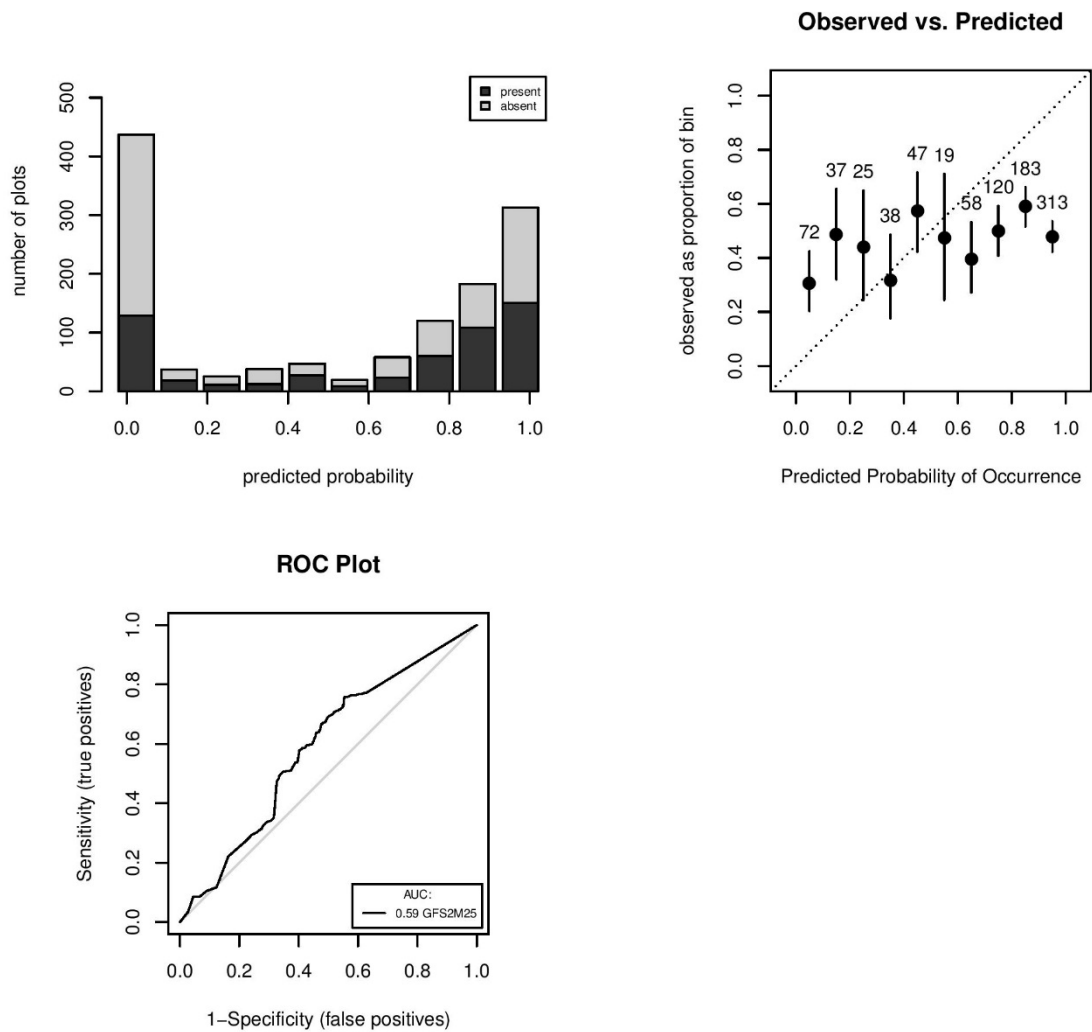 500
400
300
200
100
0
number of plots
present
absent
0.0 0.2 0.4 0.6 0.8 1.0
predicted probability
Observed vs. Predicted
1.0
0.8
0.6
0.4
0.2
0.0
observed as proportion of bin
72 37 25 38 47 19 58 120 183 313
0.0 0.2 0.4 0.6 0.8 1.0
Predicted Probability of Occurrence
ROC Plot
1.0
0.8
0.6
0.4
0.2
0.0
Sensitivity (true positives)
AUC:
0.59 GFS2M25
0.0 0.2 0.4 0.6 0.8 1.0
1−Specificity (false positives)